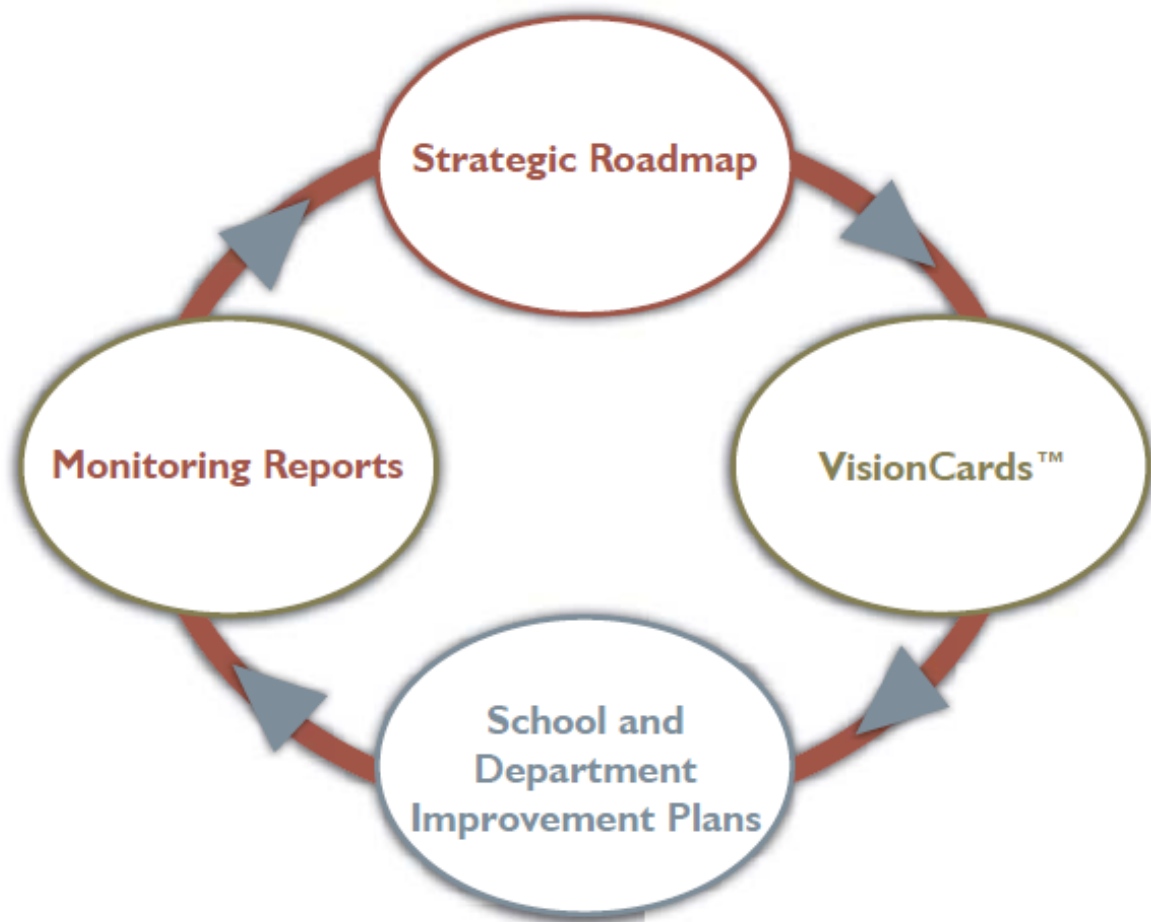 Strategic Roadmap
Monitoring Reports
VisionCards™
School and
Department
Improvement Plans